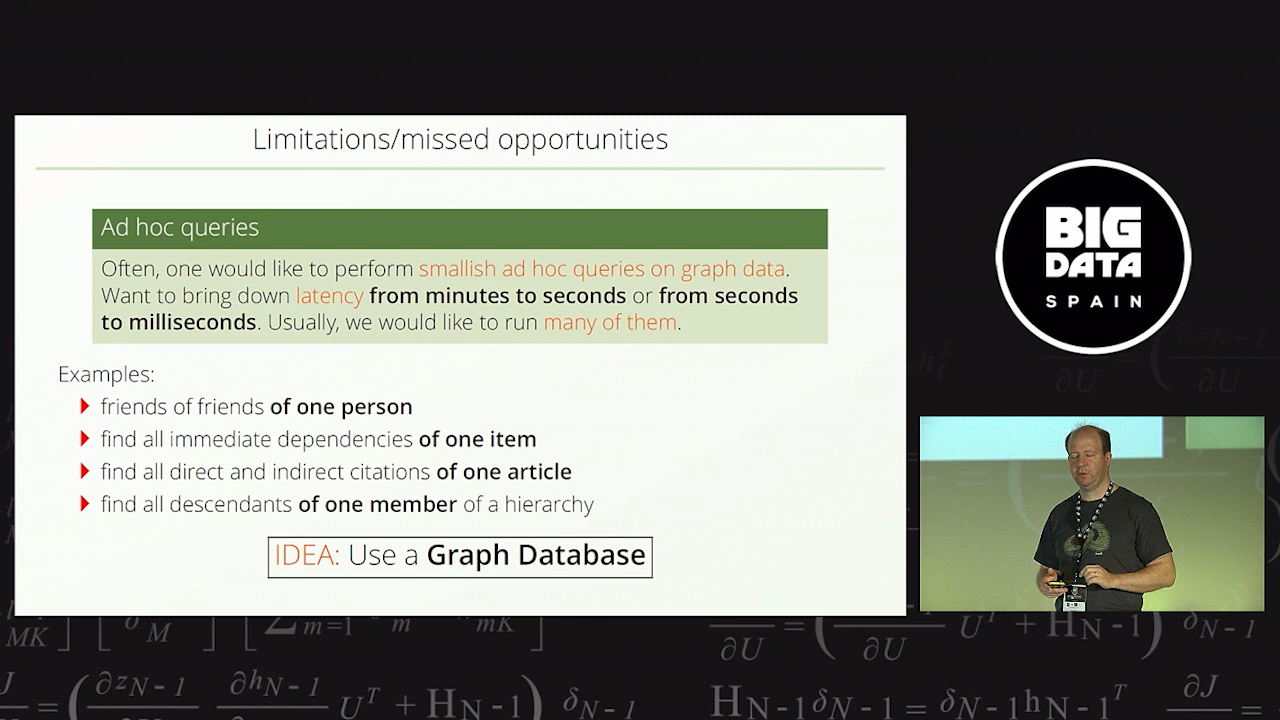 Limitations/missed opportunities
Ad hoc queries
Often, one would like to perform smallish ad hoc queries on graph data.
Want to bring down latency from minutes to seconds or from seconds
to milliseconds. Usually, we would like to run many of them.
Examples:
friends of friends of one person
find all immediate dependencies of one item
find all direct and indirect citations of one article
find all descendants of one member of a hierarchy
IDEA: Use a Graph Database
BIG
DATA
SPAIN